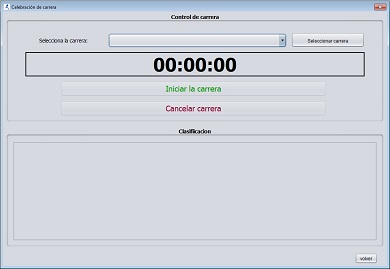 Celebración de carrera
Control de carrera
Selecciona la carrera:
Seleccionar carrera
00:00:00
Iniciar la carrera
Cancelar carrera
Clasificacion
volver